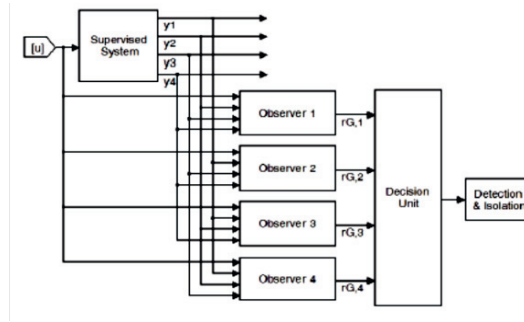 [u]
Supervised
System
y1
y2
y3
y4
Observer 1
rG,1
Observer 2
rG,2
Observer 3
rG,3
Observer 4
rG,4
Decision
Unit
Detection
& Isolation